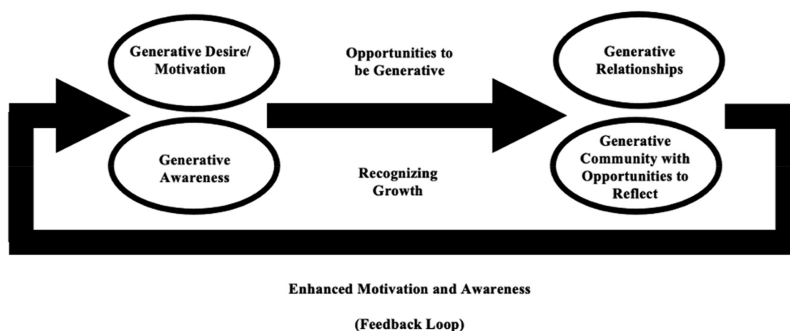 Generative Desire/
Motivation
Opportunities to
be Generative
Generative
Relationships
Generative
Awareness
Recognizing
Growth
Generative
Community with
Opportunities to
Reflect
Enhanced Motivation and Awareness
(Feedback Loop)